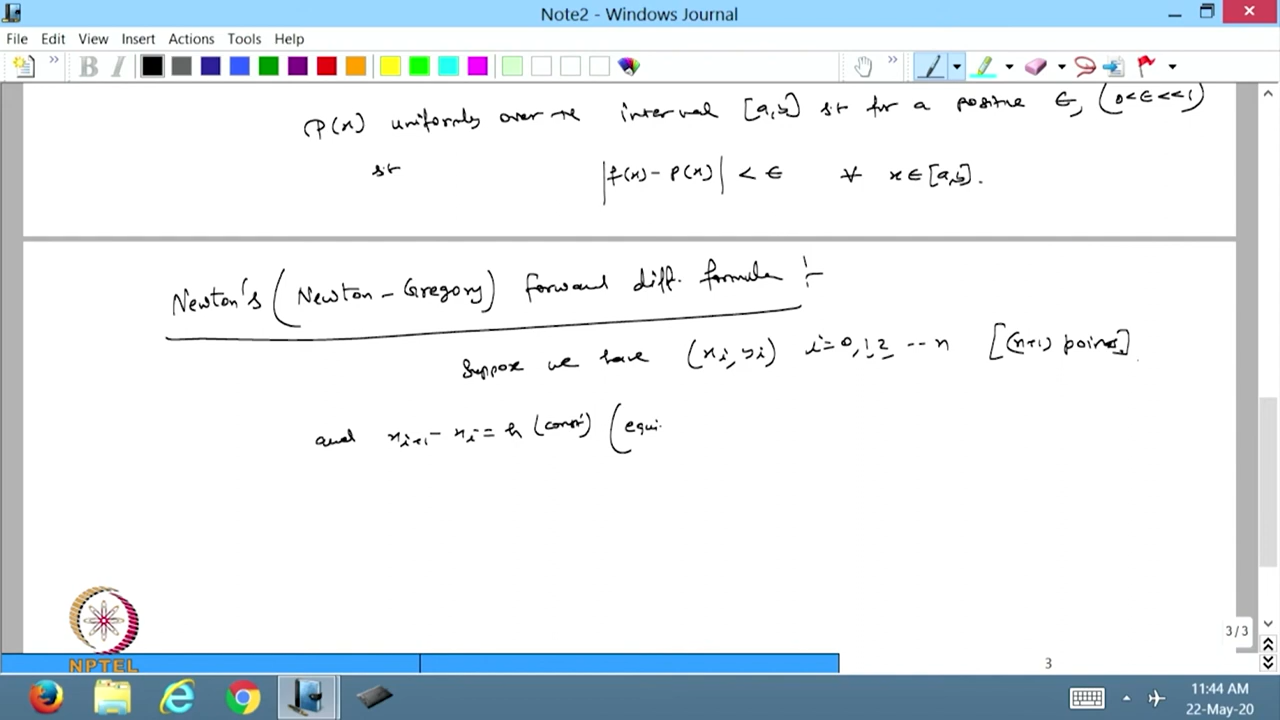 Note2 - Windows Journal
File Edit View Insert Actions Tools Help
P(x) uniformly over the interval [a,b] s.t for a positive ϵ, (0<ϵ<<1)
s.t |f(x) - P(x)| < ϵ ∀ x ∈ [a,b].
Newton's (Newton - Gregory) forward diff. formula :-
Suppose we have (xi, yi) i = 0, 1, 2 -- n [(n+1) points].
and xi+1 - xi = h (const) (equi
3 / 3
NPTEL
3
11:44 AM
22-May-20